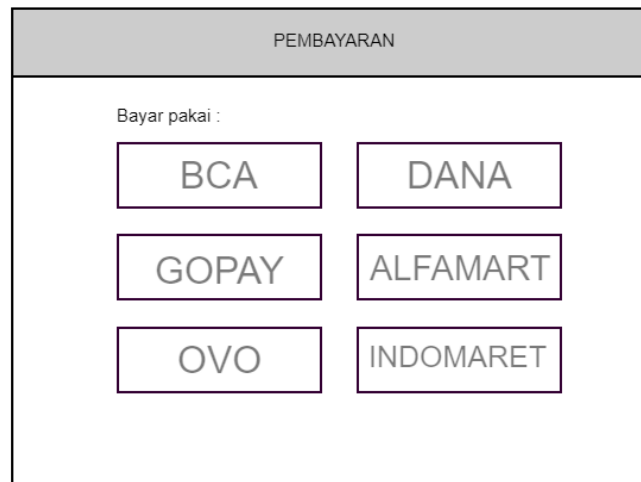 PEMBAYARAN
Bayar pakai :
BCA
DANA
GOPAY
ALFAMART
OVO
INDOMARET